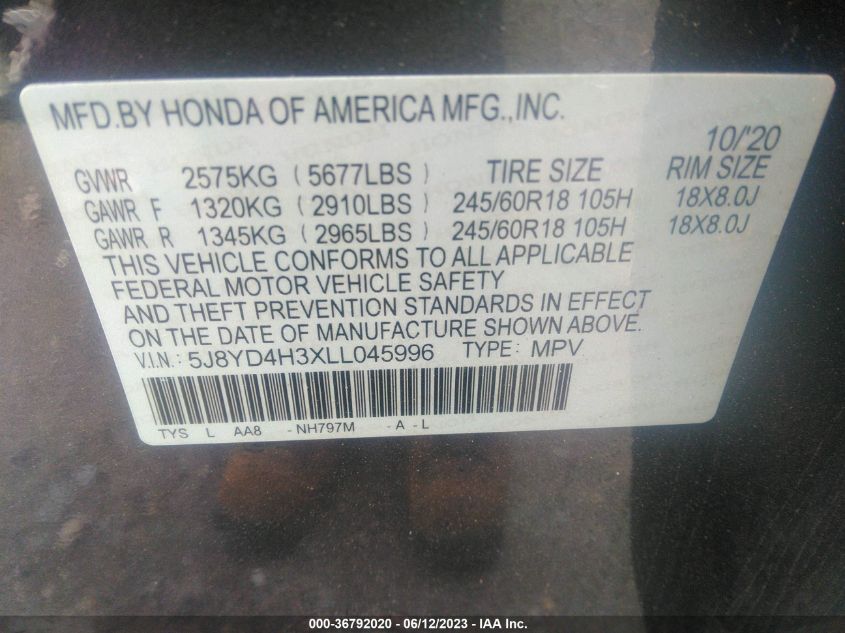 MFD.BY HONDA OF AMERICA MFG.,INC.
10/'20
GVWR 2575KG (5677LBS) TIRE SIZE RIM SIZE
GAWR F 1320KG (2910LBS) 245/60R18 105H 18X8.0J
GAWR R 1345KG (2965LBS) 245/60R18 105H 18X8.0J
THIS VEHICLE CONFORMS TO ALL APPLICABLE
FEDERAL MOTOR VEHICLE SAFETY
AND THEFT PREVENTION STANDARDS IN EFFECT
ON THE DATE OF MANUFACTURE SHOWN ABOVE.
V.I.N: 5J8YD4H3XLL045996 TYPE: MPV
TYS L AA8 -NH797M -A -L
000-36792020 - 06/12/2023 - IAA Inc.